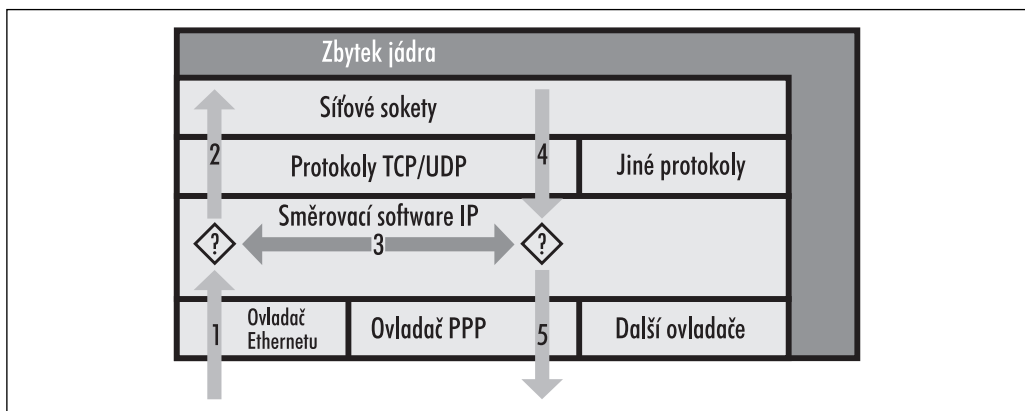 Zbytek jádra
Síťové sokety
2
4
Protokoly TCP/UDP
Jiné protokoly
Směrovací software IP
?
3
?
1
Ovladač
Ethernetu
Ovladač PPP
5
Další ovladače